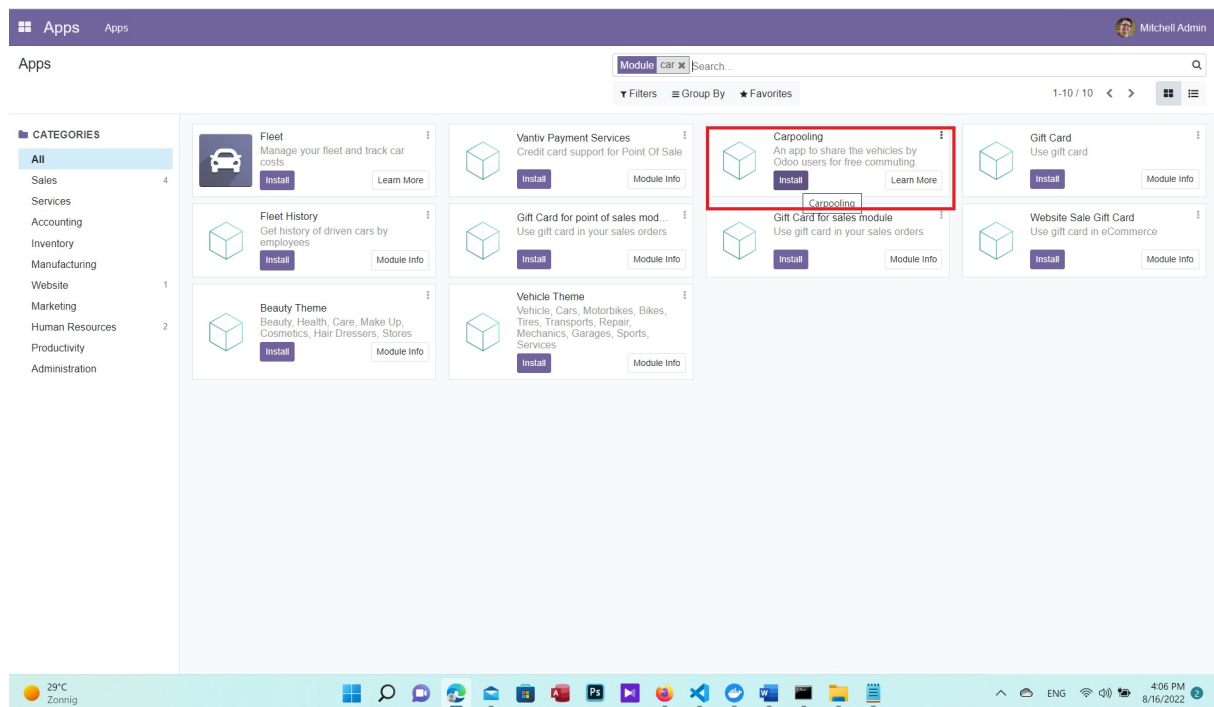 Apps Apps Mitchell Admin
Apps
Module car Search...
Filters Group By Favorites 1-10 / 10
CATEGORIES
All
Sales 4
Services
Accounting
Inventory
Manufacturing
Website 1
Marketing
Human Resources 2
Productivity
Administration
Fleet
Manage your fleet and track car
costs
Install Learn More
Vantiv Payment Services
Credit card support for Point Of Sale
Install Module Info
Carpooling
An app to share the vehicles by
Odoo users for free commuting.
Install Learn More
Carpooling
Gift Card
Use gift card
Install Module Info
Fleet History
Get history of driven cars by
employees
Install Module Info
Gift Card for point of sales mod...
Use gift card in your sales orders
Install Module Info
Gift Card for sales module
Use gift card in your sales orders
Install Module Info
Website Sale Gift Card
Use gift card in eCommerce
Install Module Info
Beauty Theme
Beauty, Health, Care, Make Up,
Cosmetics, Hair Dressers, Stores
Install Module Info
Vehicle Theme
Vehicle, Cars, Motorbikes, Bikes,
Tires, Transports, Repair,
Mechanics, Garages, Sports,
Services
Install Module Info
29°C
Zonnig
Ps
ENG
4:06 PM
8/16/2022
2